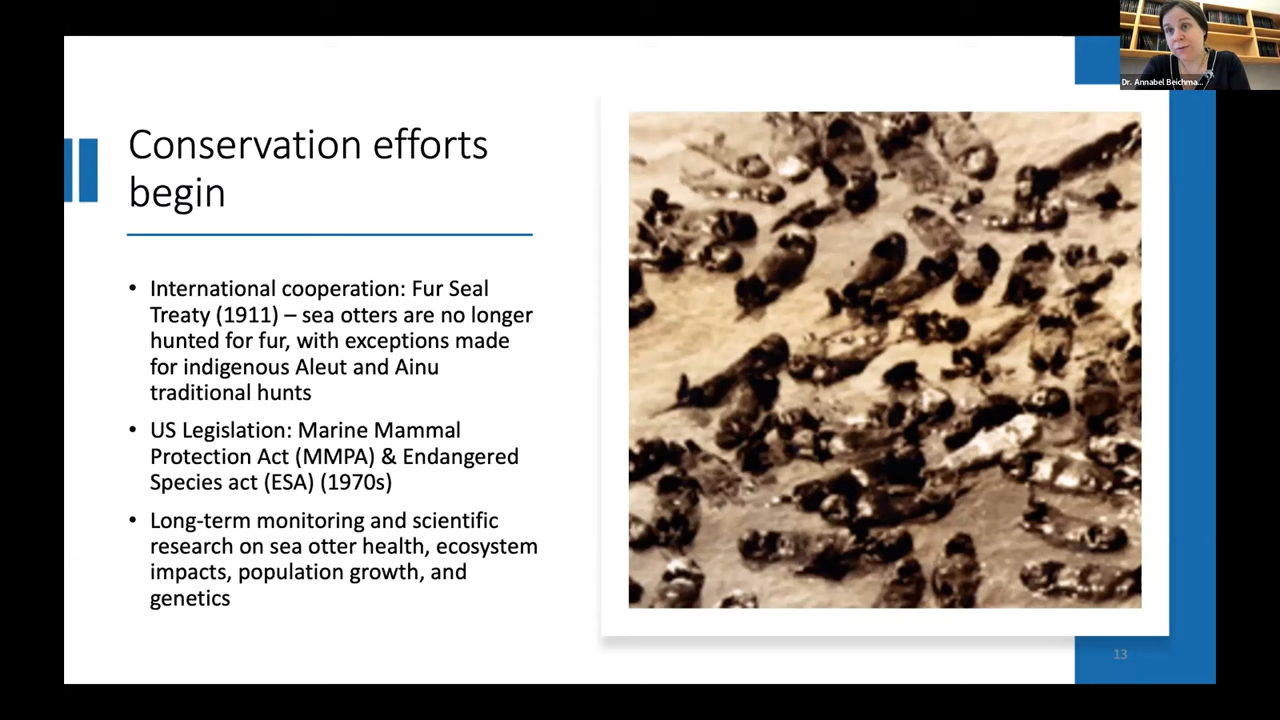 Dr. Annabel Beichma...
Conservation efforts
begin
• International cooperation: Fur Seal
Treaty (1911) – sea otters are no longer
hunted for fur, with exceptions made
for indigenous Aleut and Ainu
traditional hunts
• US Legislation: Marine Mammal
Protection Act (MMPA) & Endangered
Species act (ESA) (1970s)
• Long-term monitoring and scientific
research on sea otter health, ecosystem
impacts, population growth, and
genetics
13